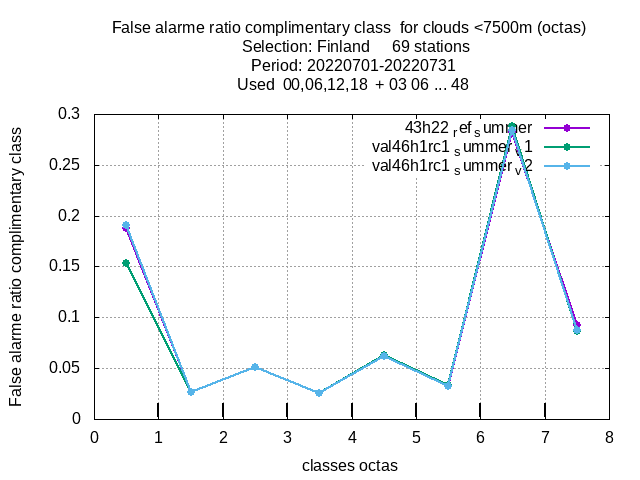 False alarme ratio complimentary class  for clouds <7500m (octas)
Selection: Finland     69 stations
Period: 20220701-20220731
Used  00,06,12,18  + 03 06 ... 48
43h22 ref summer
val46h1rc1 summer v1
val46h1rc1 summer v2
0.3
0.25
0.2
0.15
0.1
0.05
0
False alarme ratio complimentary class
0 1 2 3 4 5 6 7 8
classes octas